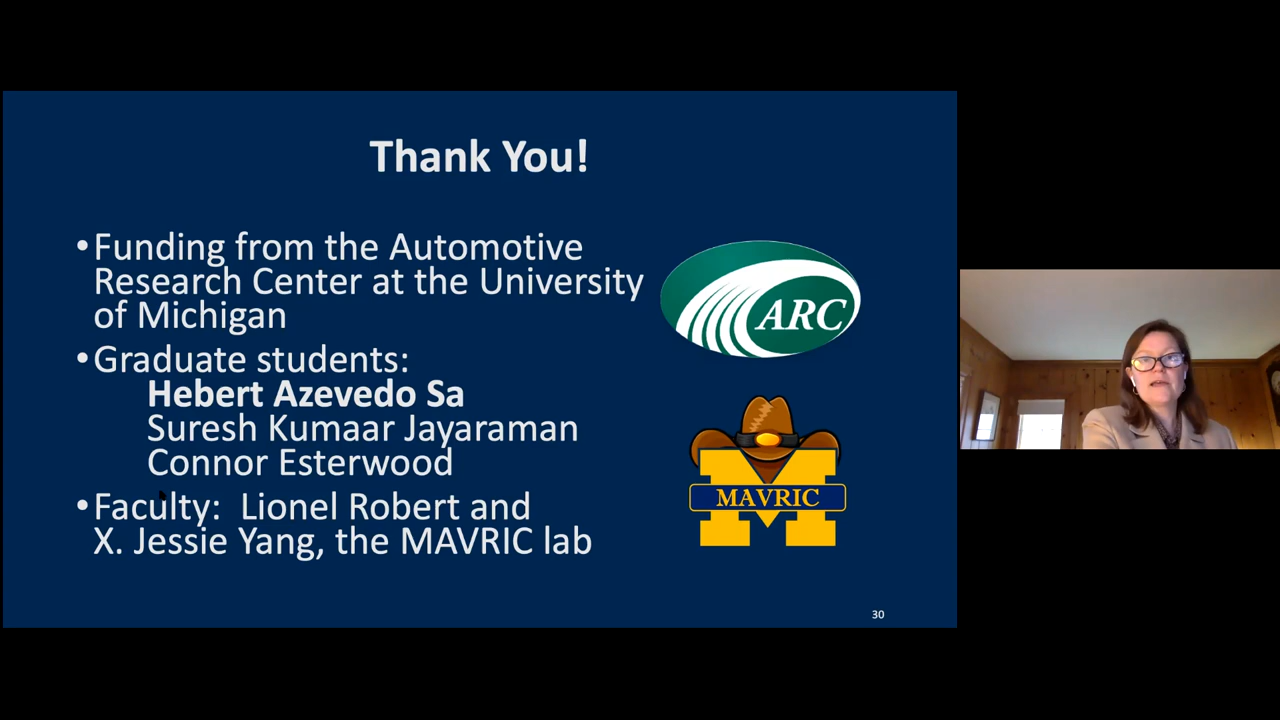 Thank You!
•Funding from the Automotive
Research Center at the University
of Michigan
•Graduate students:
Hebert Azevedo Sa
Suresh Kumaar Jayaraman
Connor Esterwood
•Faculty:  Lionel Robert and
X. Jessie Yang, the MAVRIC lab
ARC
MAVRIC
30